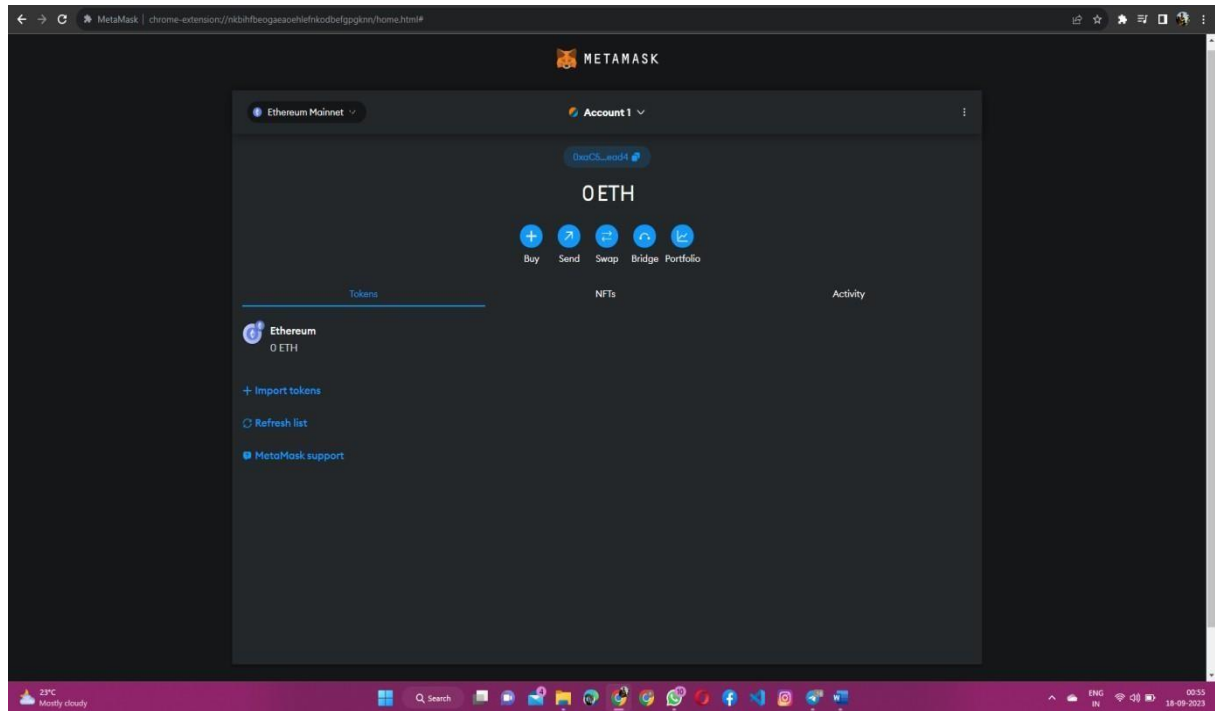 MetaMask | chrome-extension://nkbihfbeogaeaoehlefnkodbefgpgknn/home.html#
METAMASK
Ethereum Mainnet
Account 1
0xaC5...ead4
0 ETH
Buy Send Swap Bridge Portfolio
Tokens NFTs Activity
Ethereum
0 ETH
+ Import tokens
Refresh list
MetaMask support
23°C
Mostly cloudy
Search
ENG
IN
00:55
18-09-2023